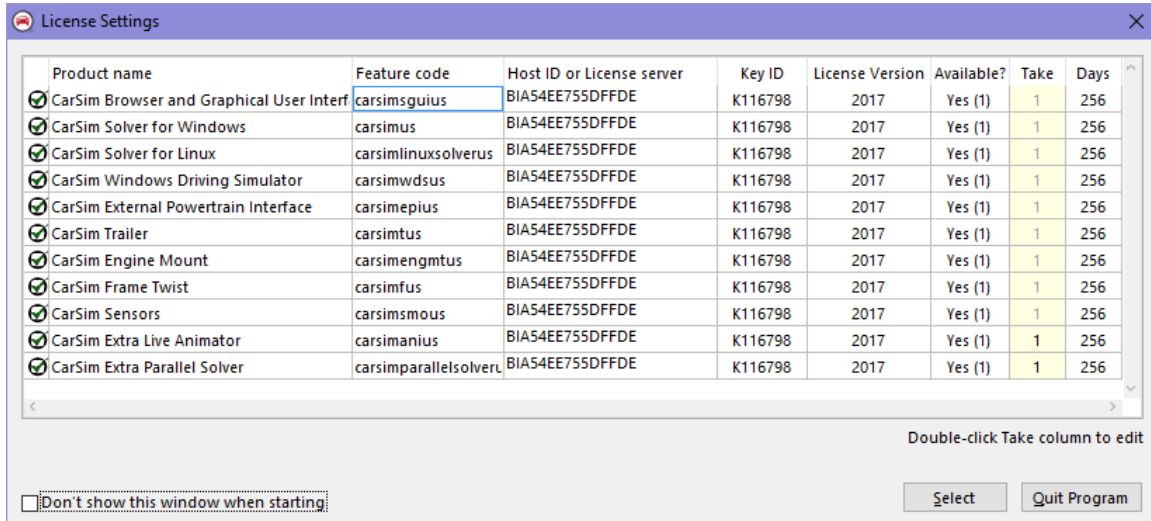 License Settings
Product name Feature code Host ID or License server Key ID License Version Available? Take Days
CarSim Browser and Graphical User Interf carsimsguius BIA54EE755DFFDE K116798 2017 Yes (1) 1 256
CarSim Solver for Windows carsimus BIA54EE755DFFDE K116798 2017 Yes (1) 1 256
CarSim Solver for Linux carsimlinuxsolverus BIA54EE755DFFDE K116798 2017 Yes (1) 1 256
CarSim Windows Driving Simulator carsimwdsus BIA54EE755DFFDE K116798 2017 Yes (1) 1 256
CarSim External Powertrain Interface carsimepius BIA54EE755DFFDE K116798 2017 Yes (1) 1 256
CarSim Trailer carsimtus BIA54EE755DFFDE K116798 2017 Yes (1) 1 256
CarSim Engine Mount carsimengmtus BIA54EE755DFFDE K116798 2017 Yes (1) 1 256
CarSim Frame Twist carsimfus BIA54EE755DFFDE K116798 2017 Yes (1) 1 256
CarSim Sensors carsimsmous BIA54EE755DFFDE K116798 2017 Yes (1) 1 256
CarSim Extra Live Animator carsimanius BIA54EE755DFFDE K116798 2017 Yes (1) 1 256
CarSim Extra Parallel Solver carsimparallelsolveru BIA54EE755DFFDE K116798 2017 Yes (1) 1 256
Double-click Take column to edit
Don't show this window when starting Select Quit Program